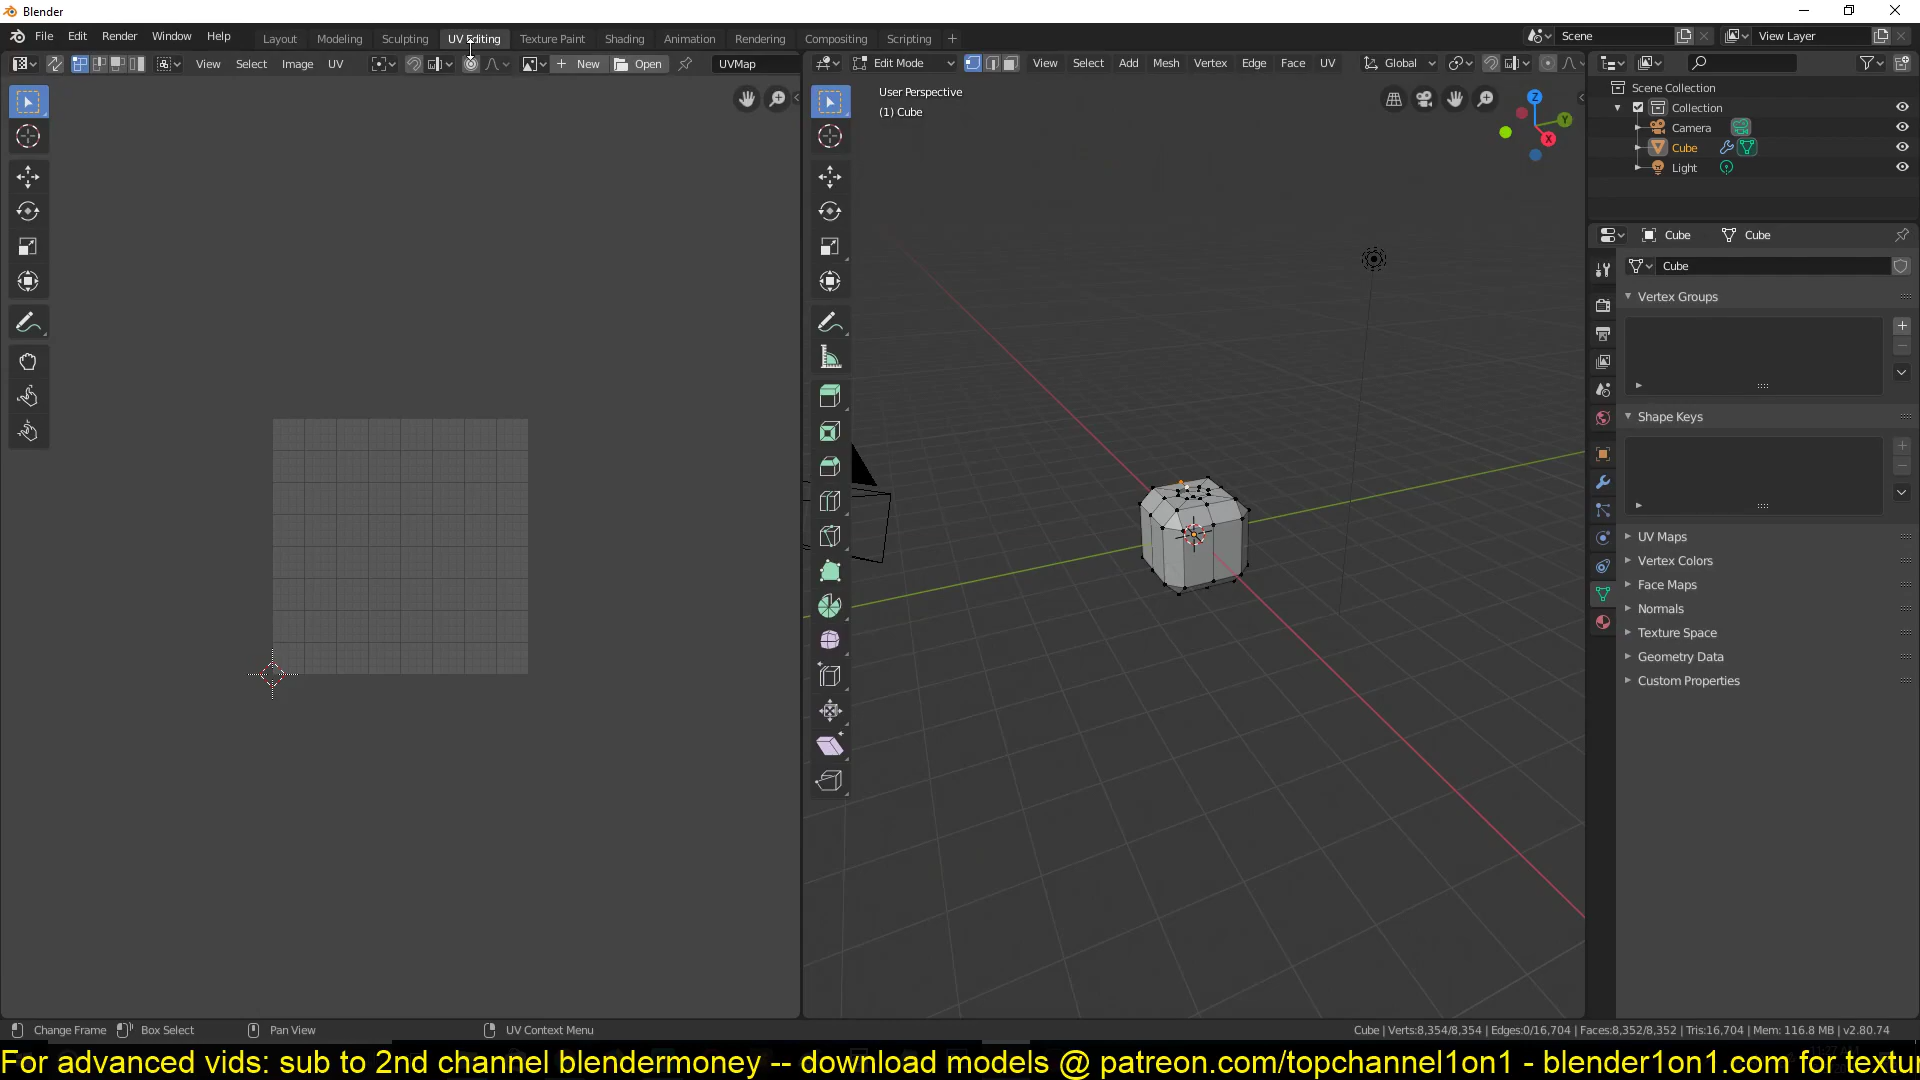 Blender
File Edit Render Window Help Layout Modeling Sculpting UV Editing Texture Paint Shading Animation Rendering Compositing Scripting + Scene View Layer
View Select Image UV New Open UVMap
Edit Mode View Select Add Mesh Vertex Edge Face UV Global
User Perspective
(1) Cube
Z
Y
X
Scene Collection
Collection
Camera
Cube
Light
Cube Cube
Cube
Vertex Groups
Shape Keys
UV Maps
Vertex Colors
Face Maps
Normals
Texture Space
Geometry Data
Custom Properties
Change Frame Box Select Pan View UV Context Menu Cube | Verts:8,354/8,354 | Edges:0/16,704 | Faces:8,352/8,352 | Tris:16,704 | Mem: 116.8 MB | v2.80.74
For advanced vids: sub to 2nd channel blendermoney -- download models @ patreon.com/topchannel1on1 - blender1on1.com for textur